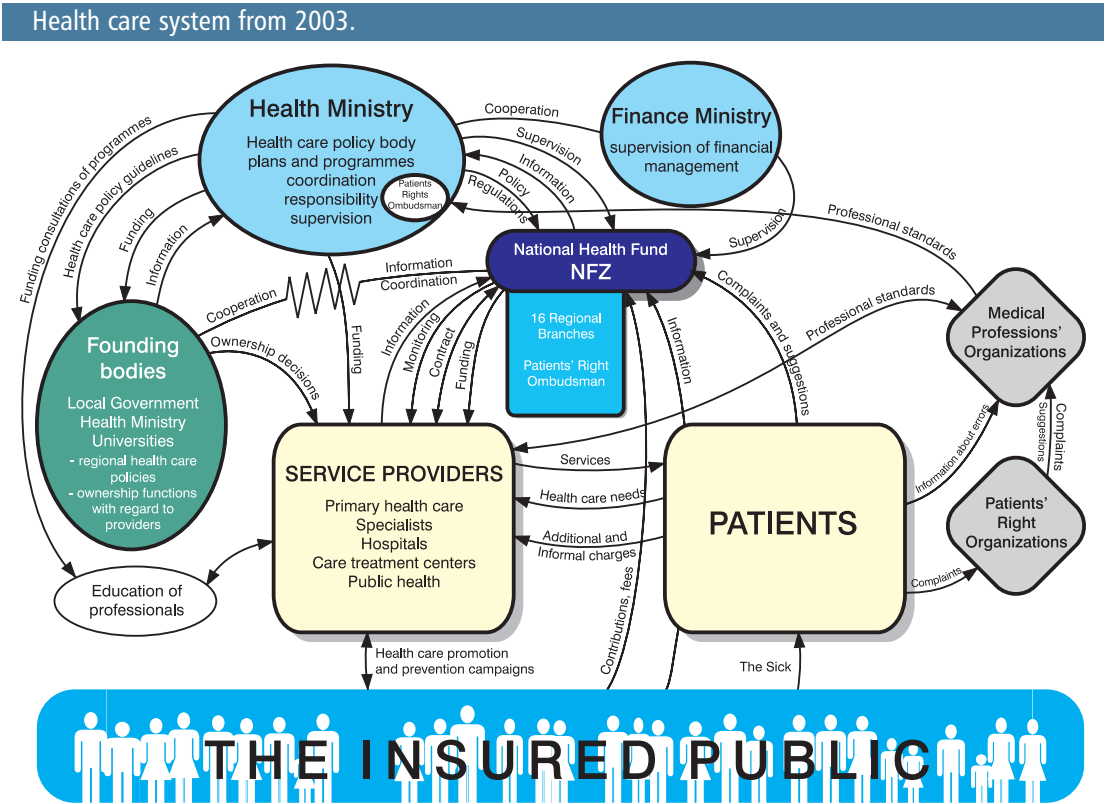 Health care system from 2003.
Health Ministry
Health care policy body
plans and programmes
coordination
responsibility
supervision
Patients
Rights
Ombudsman
Finance Ministry
supervision of financial
management
Cooperation
Supervision
Information
Policy
Regulations
Supervision
Professional standards
Funding consultations of programmes
Health care policy guidelines
Funding
Information
National Health Fund
NFZ
16 Regional
Branches
Patients' Right
Ombudsman
Information
Coordination
Cooperation
Founding
bodies
Local Government
Health Ministry
Universities
- regional health care
policies
- ownership functions
with regard to
providers
Ownership decisions
Funding
Information
Monitoring
Contract
Funding
Information
Complaints and suggestions
Professional standards
Medical
Professions'
Organizations
Information about errors
Complaints
Suggestions
Patients'
Right
Organizations
Complaints
SERVICE PROVIDERS
Primary health care
Specialists
Hospitals
Care treatment centers
Public health
Services
Health care needs
Additional and
Informal charges
PATIENTS
Education of
professionals
Health care promotion
and prevention campaigns
Contributions, fees
The Sick
THE INSURED PUBLIC